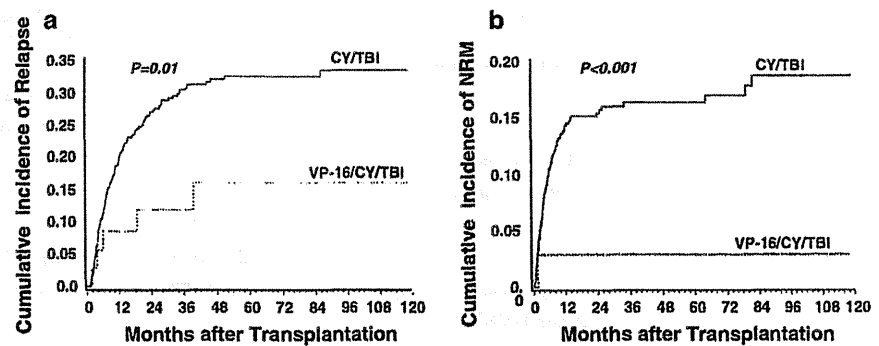 a
Cumulative Incidence of Relapse
0.35
0.30
0.25
0.20
0.15
0.10
0.05
0.0
P=0.01
CY/TBI
VP-16/CY/TBI
0 12 24 36 48 60 72 84 96 108 120
Months after Transplantation
b
Cumulative Incidence of NRM
0.20
0.15
0.10
0.05
0.
P<0.001
CY/TBI
VP-16/CY/TBI
0 12 24 36 48 60 72 84 96 108 120
Months after Transplantation